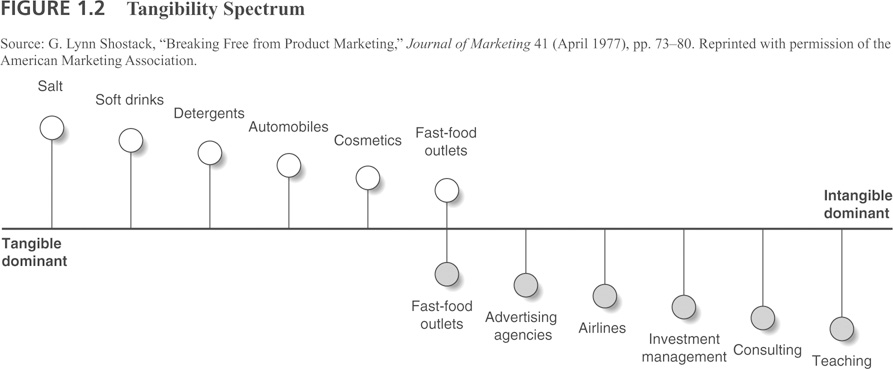 FIGURE 1.2 Tangibility Spectrum
Source: G. Lynn Shostack, “Breaking Free from Product Marketing,” Journal of Marketing 41 (April 1977), pp. 73–80. Reprinted with permission of the
American Marketing Association.
Salt
Soft drinks
Detergents
Automobiles
Cosmetics
Fast-food
outlets
Intangible
dominant
Tangible
dominant
Fast-food
outlets
Advertising
agencies
Airlines
Investment
management
Consulting
Teaching